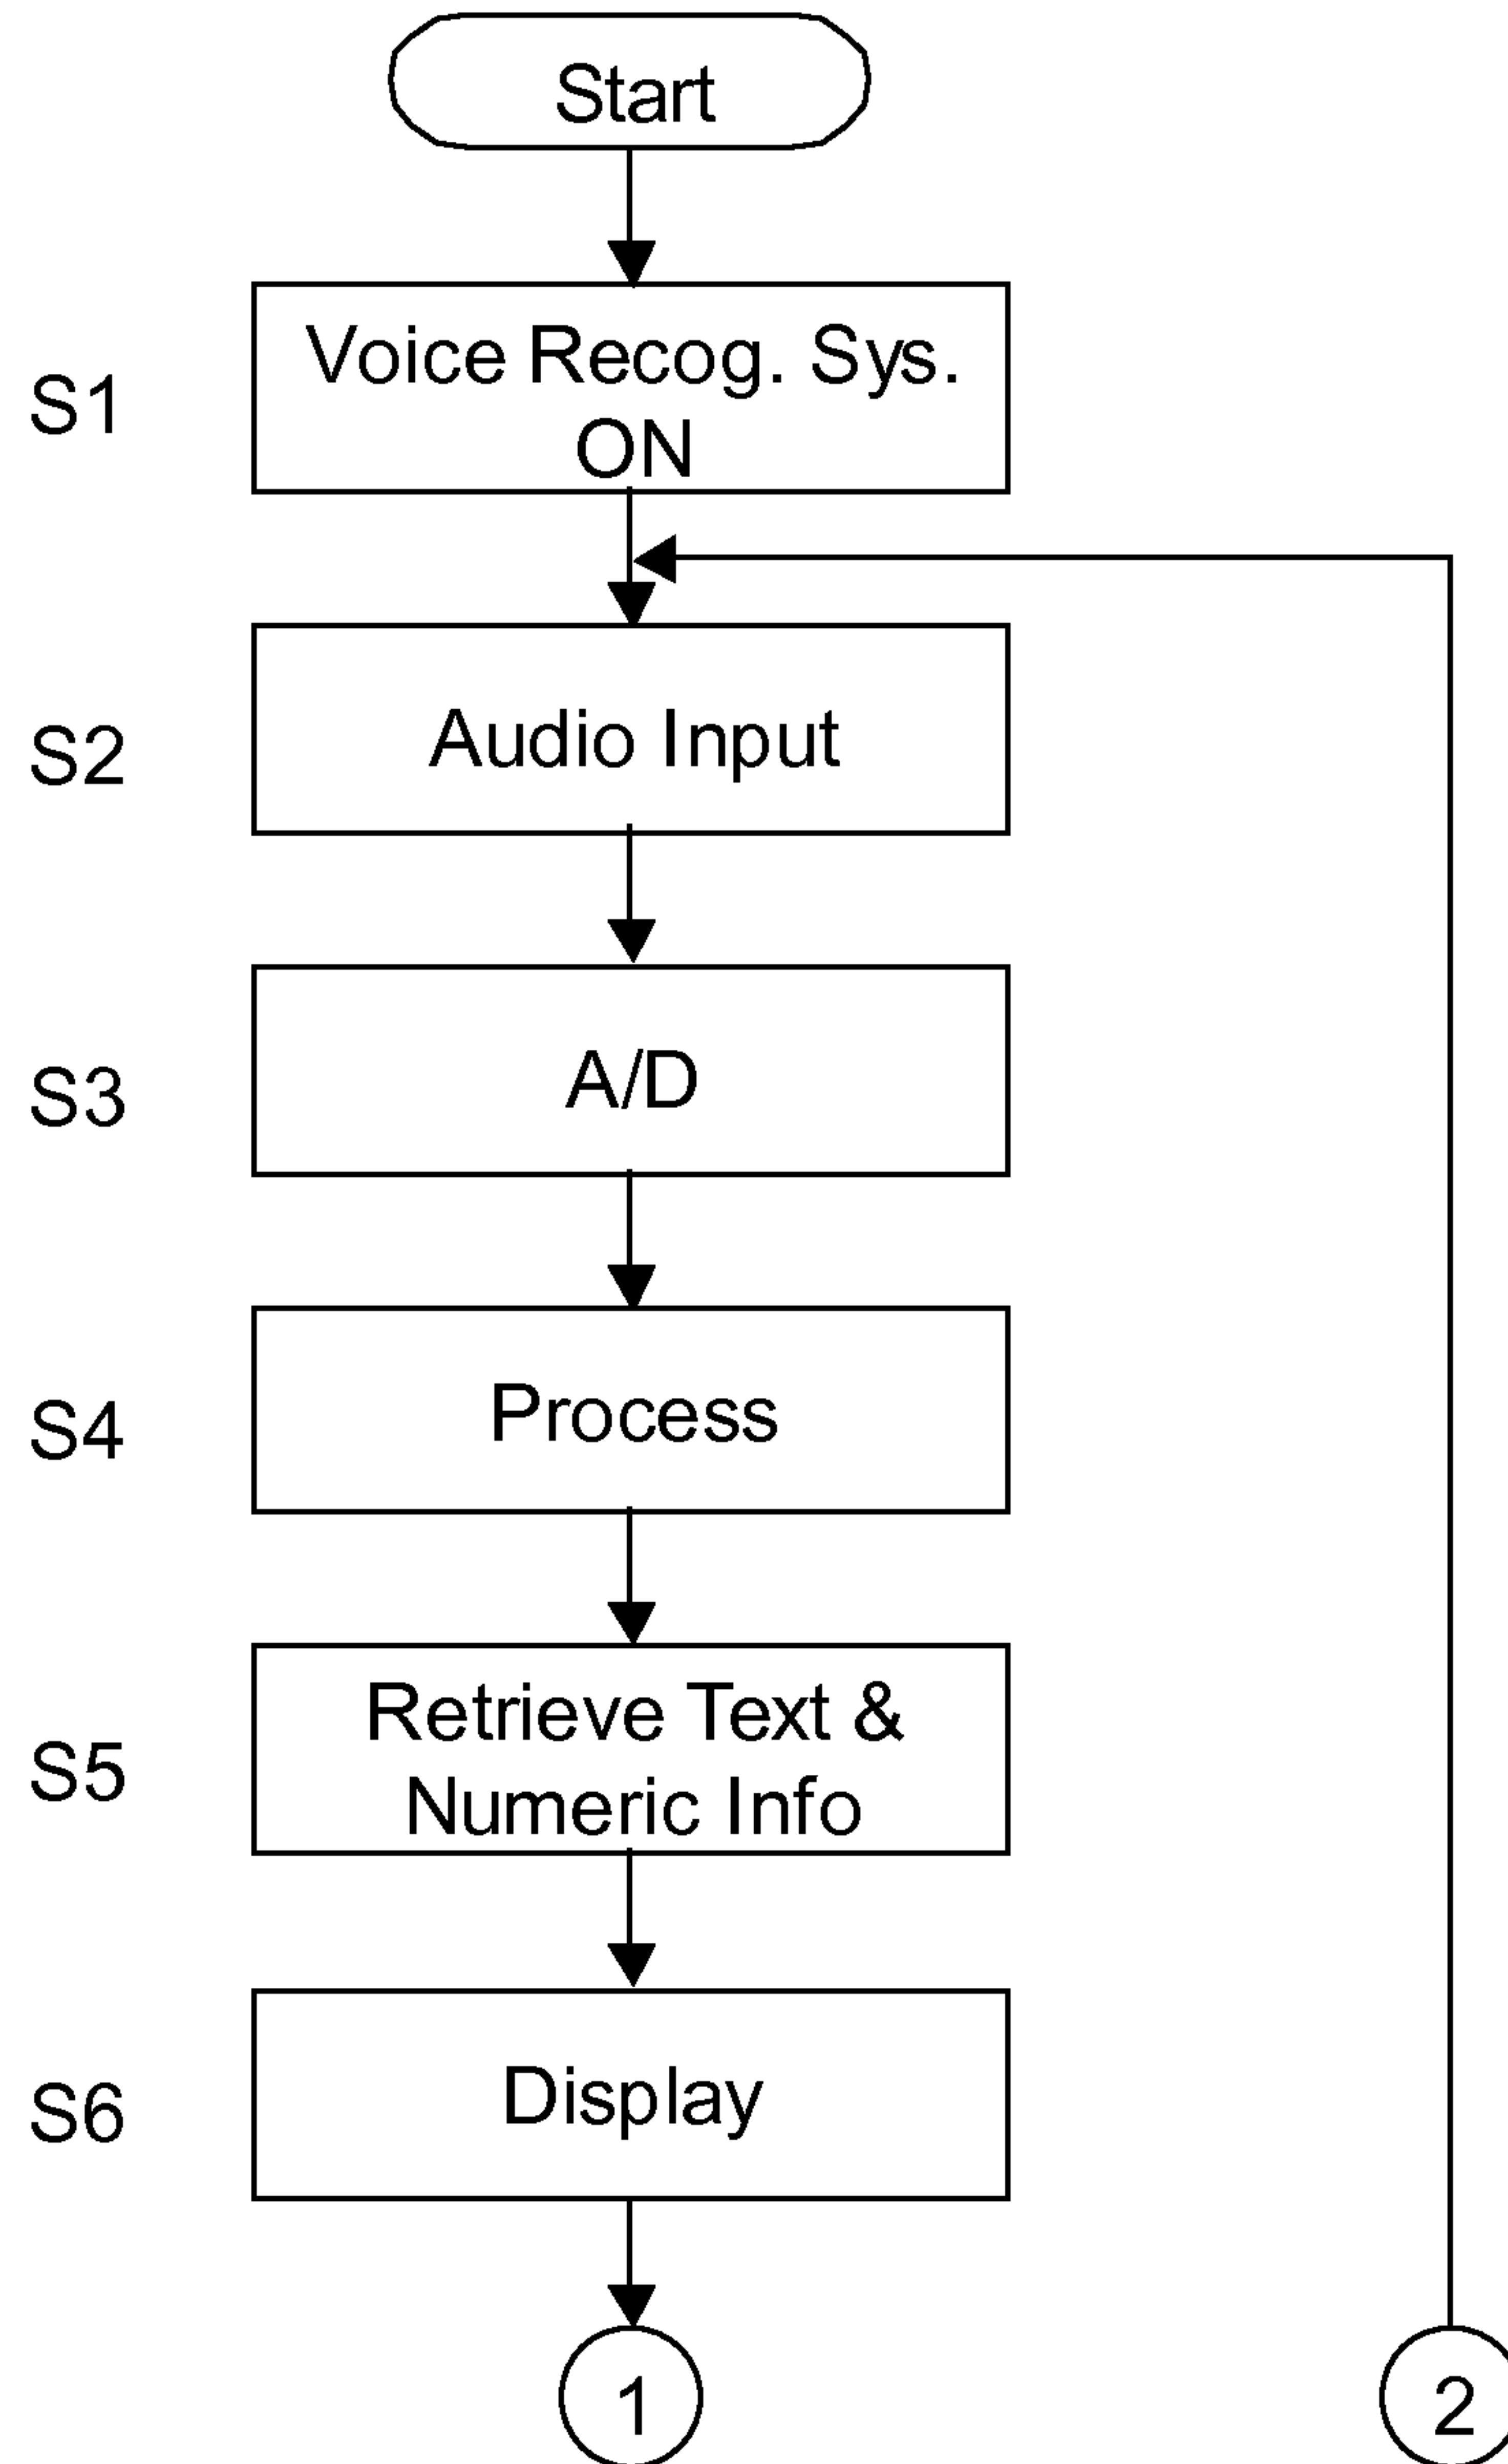 Start
S1
Voice Recog. Sys.
ON
S2
Audio Input
S3
A/D
S4
Process
S5
Retrieve Text &
Numeric Info
S6
Display
1
2